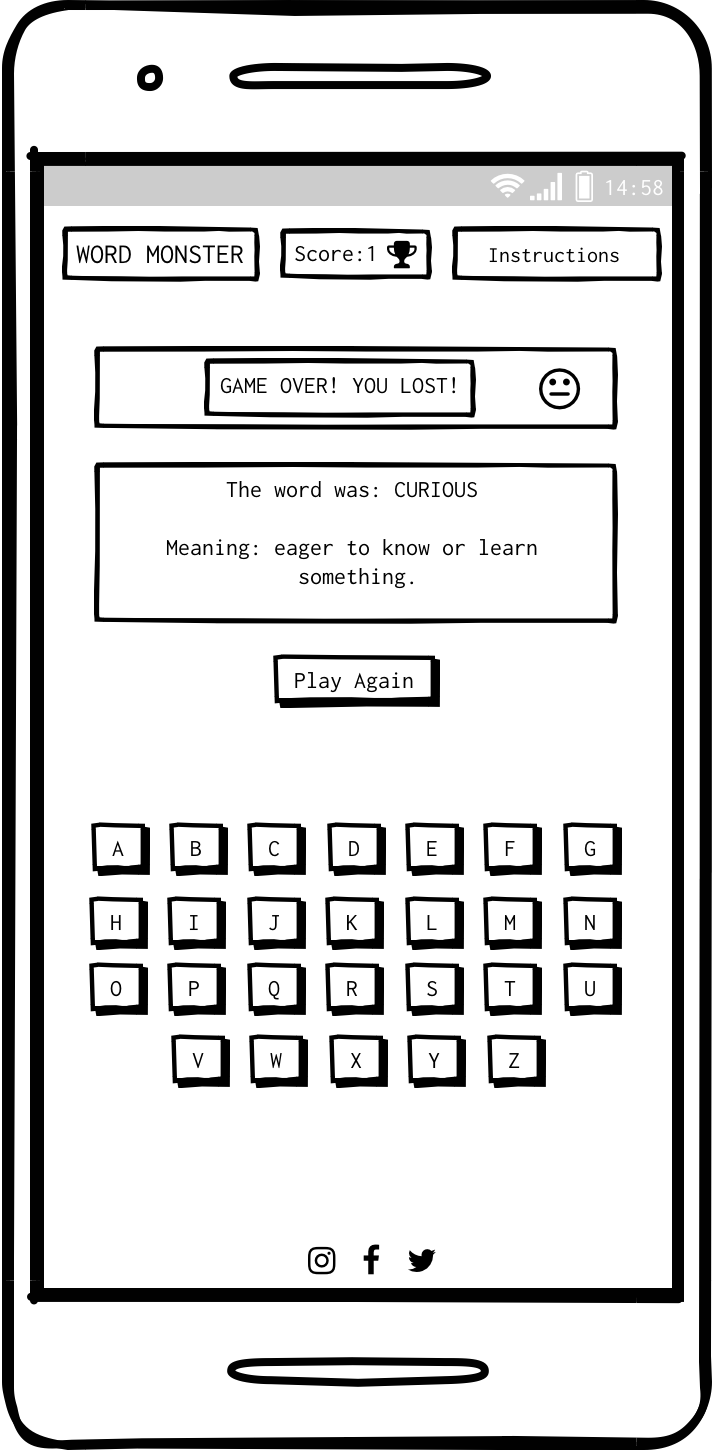 14:58
WORD MONSTER
Score:1
Instructions
GAME OVER! YOU LOST!
The word was: CURIOUS
Meaning: eager to know or learn
something.
Play Again
A B C D E F G
H I J K L M N
O P Q R S T U
V W X Y Z